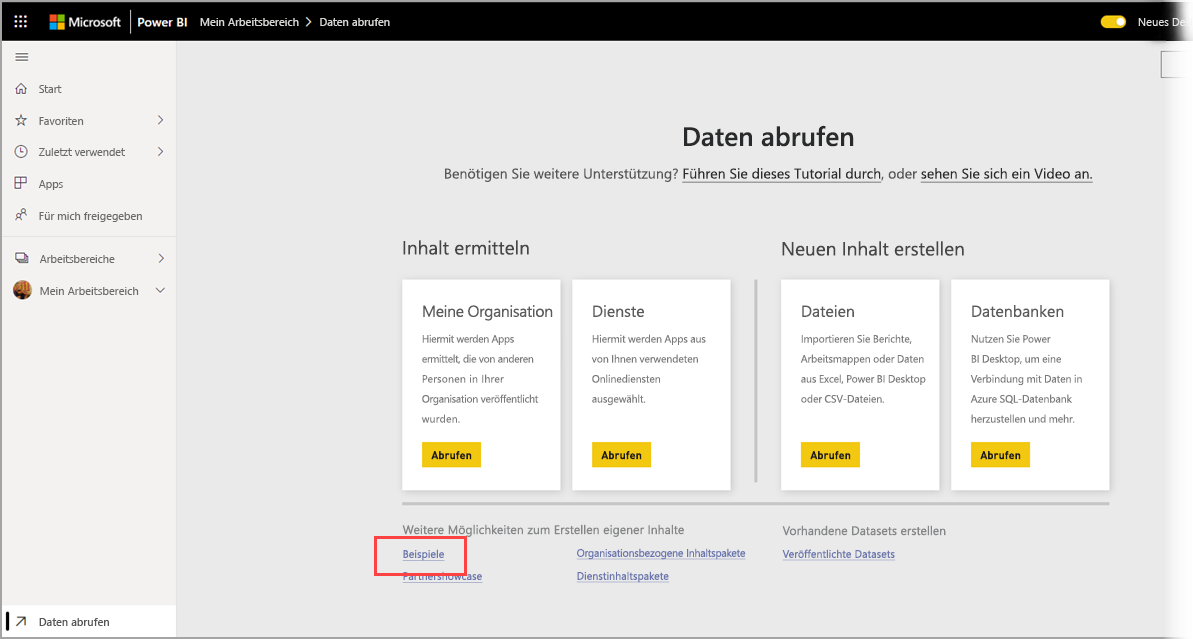 Microsoft Power BI Mein Arbeitsbereich > Daten abrufen Neues
Start
Favoriten
Zuletzt verwendet
Apps
Für mich freigegeben
Arbeitsbereiche
Mein Arbeitsbereich
Daten abrufen
Daten abrufen
Benötigen Sie weitere Unterstützung? Führen Sie dieses Tutorial durch, oder sehen Sie sich ein Video an.
Inhalt ermitteln
Meine Organisation
Hiermit werden Apps
ermittelt, die von anderen
Personen in Ihrer
Organisation veröffentlicht
wurden.
Abrufen
Dienste
Hiermit werden Apps aus
von Ihnen verwendeten
Onlinediensten
ausgewählt.
Abrufen
Neuen Inhalt erstellen
Dateien
Importieren Sie Berichte,
Arbeitsmappen oder Daten
aus Excel, Power BI Desktop
oder CSV-Dateien.
Abrufen
Datenbanken
Nutzen Sie Power
BI Desktop, um eine
Verbindung mit Daten in
Azure SQL-Datenbank
herzustellen und mehr.
Abrufen
Weitere Möglichkeiten zum Erstellen eigener Inhalte
Beispiele
Organisationsbezogene Inhaltspakete
Partnershowcase
Dienstinhaltspakete
Vorhandene Datasets erstellen
Veröffentlichte Datasets